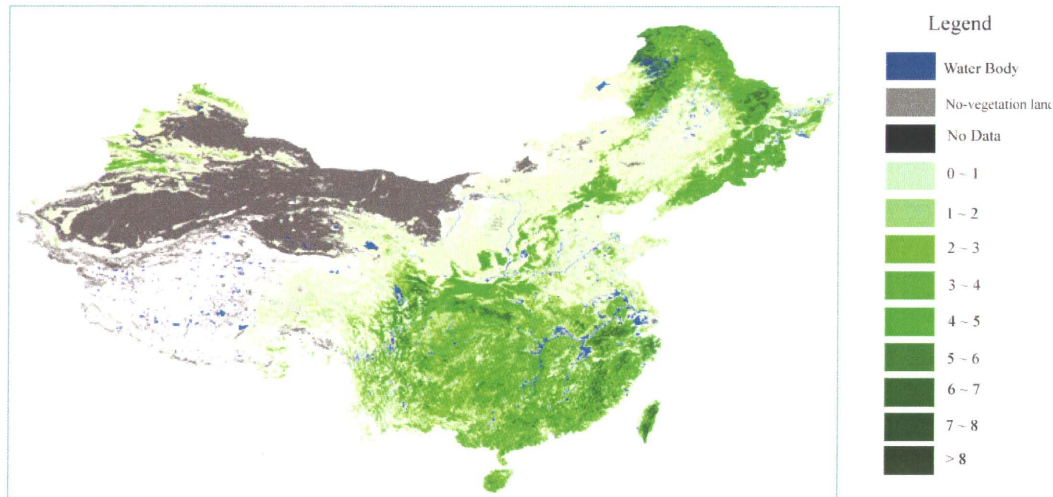 Legend
Water Body
No-vegetation land
No Data
0 ~ 1
1 ~ 2
2 ~ 3
3 ~ 4
4 ~ 5
5 ~ 6
6 ~ 7
7 ~ 8
> 8